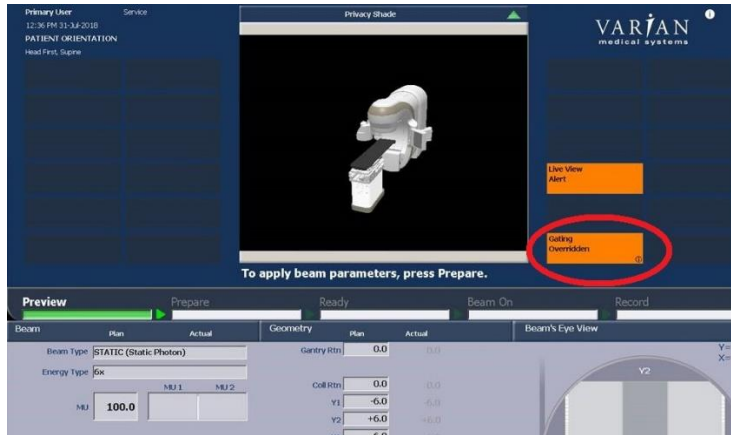 Primary User Service
12:36 PM 31-Jul-2018
PATIENT ORIENTATION
Head First, Supine
Privacy Shade
VARIAN
medical systems
Live View
Alert
Gating
Overridden
To apply beam parameters, press Prepare.
Preview Prepare Ready Beam On Record
Beam Plan Actual
Geometry Plan Actual
Beam's Eye View
Beam Type STATIC (Static Photon)
Energy Type 6x
MU 1 MU 2
MU 100.0
Gantry Rtn 0.0 0.0
Coll Rtn 0.0 0.0
Y1 -6.0 -6.0
Y2 +6.0 +6.0
Y2
Y=
X=